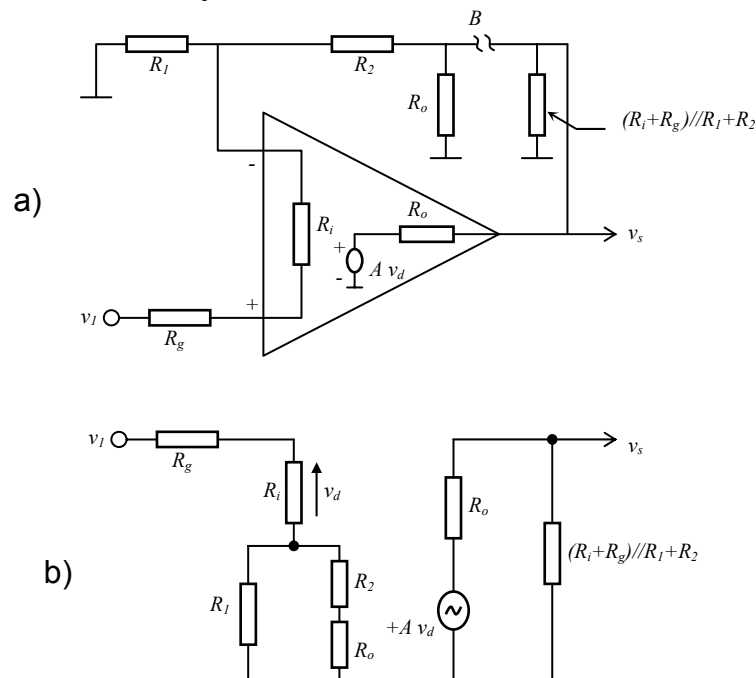 B
R1
R2
Ro
(Ri+Rg)//R1+R2
-
a)
Ri
Ro
+
A vd
-
vs
+
v1
Rg
v1
Rg
vs
Ri
vd
Ro
(Ri+Rg)//R1+R2
b)
R1
R2
+A vd
Ro